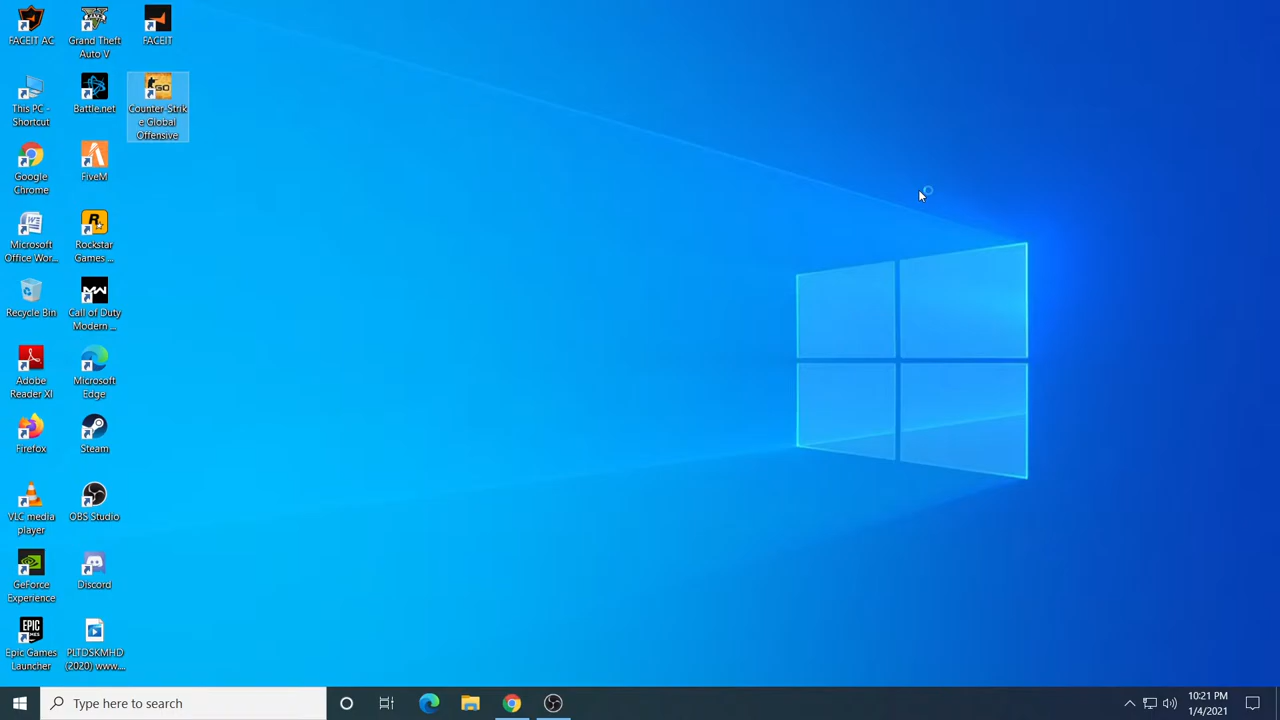 FACEIT AC
Grand Theft
Auto V
FACEIT
This PC -
Shortcut
Battle.net
GO
Counter-Strik
e Global
Offensive
Google
Chrome
FiveM
Microsoft
Office Wor...
R
Rockstar
Games ...
Recycle Bin
Call of Duty
Modern ...
Adobe
Reader XI
Microsoft
Edge
Firefox
Steam
VLC media
player
OBS Studio
GeForce
Experience
Discord
EPIC
GAMES
Epic Games
Launcher
PLTDSKMHD
(2020) www....
Type here to search
10:21 PM
1/4/2021